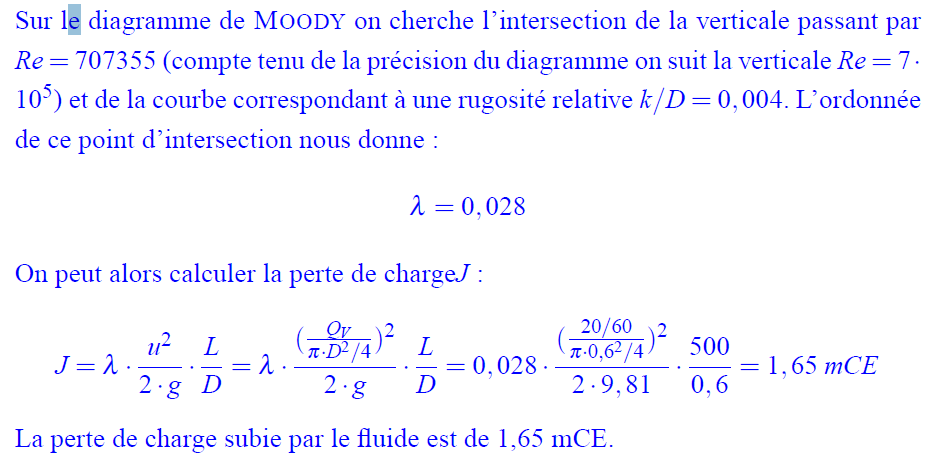 Sur le diagramme de MOODY on cherche l'intersection de la verticale passant par
Re = 707355 (compte tenu de la précision du diagramme on suit la verticale Re = 7 ·
10⁵) et de la courbe correspondant à une rugosité relative k/D = 0,004. L'ordonnée
de ce point d'intersection nous donne :
λ = 0,028
On peut alors calculer la perte de chargeJ :
J = λ · u²/(2 · g) · L/D = λ · (Qv/(π·D²/4))²/(2 · g) · L/D = 0,028 · ((20/60)/(π·0,6²/4))²/(2 · 9,81) · 500/0,6 = 1,65 mCE
La perte de charge subie par le fluide est de 1,65 mCE.